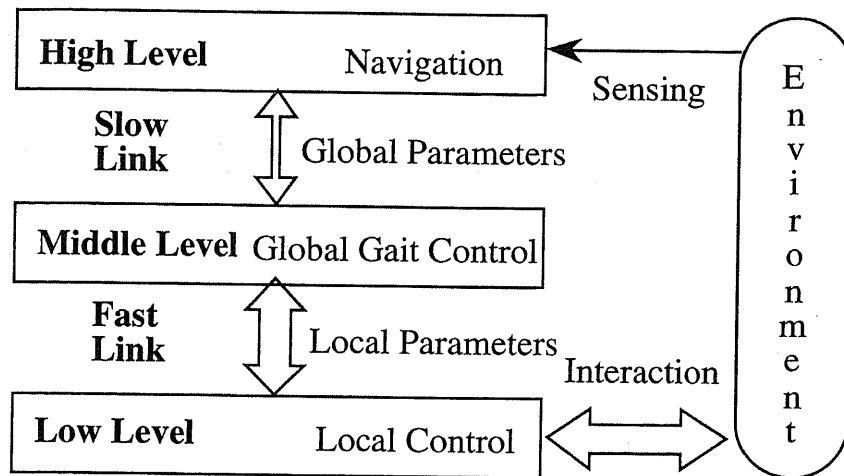 High Level Navigation
Sensing
Slow
Link
Global Parameters
Middle Level Global Gait Control
Fast
Link
Local Parameters
Interaction
Low Level Local Control
Environment